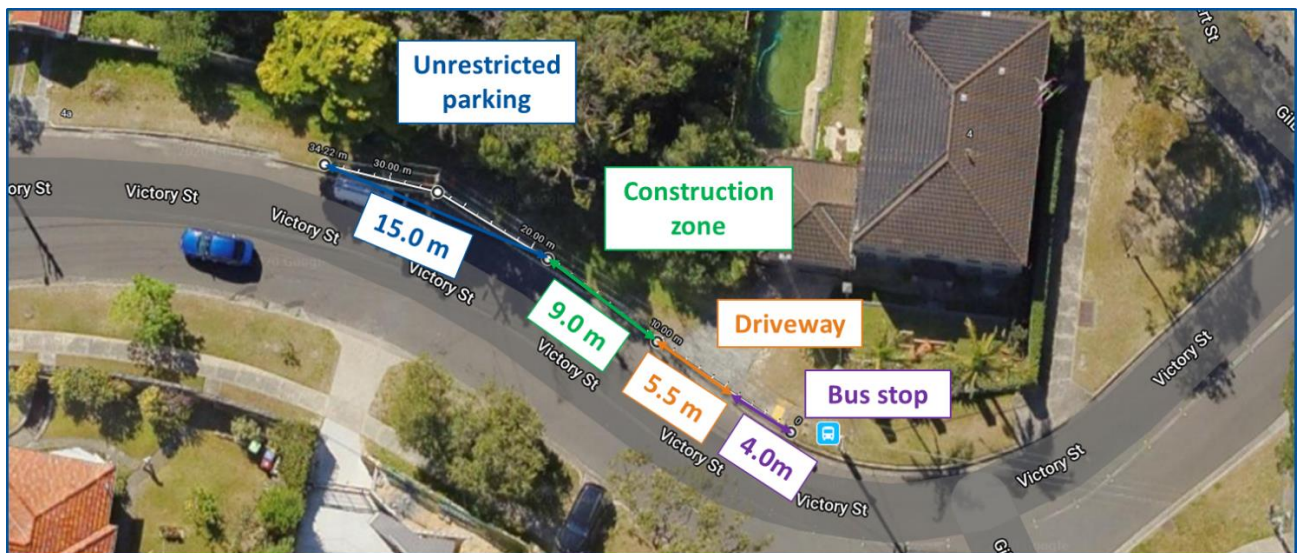 Unrestricted
parking
4a
34.22 m
30.00 m
ory St
Victory St
Victory St
15.0 m
20.00 m
Construction
zone
4
Victory St
9.0 m
10.00 m
Driveway
Victory St
5.5 m
Bus stop
0
Victory St
4.0m
Victory St
Victory St
Victory St